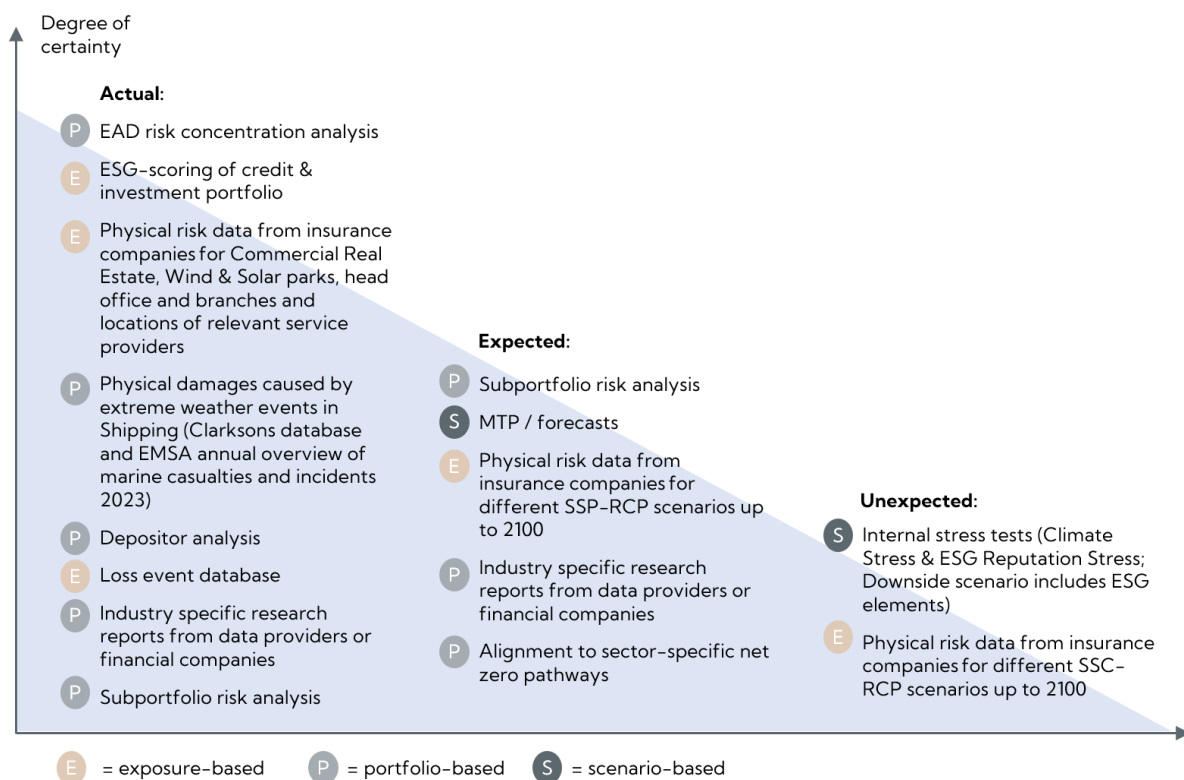 Degree of
certainty
Actual:
P EAD risk concentration analysis
E ESG-scoring of credit &
investment portfolio
E Physical risk data from insurance
companies for Commercial Real
Estate, Wind & Solar parks, head
office and branches and
locations of relevant service
providers
P Physical damages caused by
extreme weather events in
Shipping (Clarksons database
and EMSA annual overview of
marine casualties and incidents
2023)
P Depositor analysis
E Loss event database
P Industry specific research
reports from data providers or
financial companies
P Subportfolio risk analysis
Expected:
P Subportfolio risk analysis
S MTP / forecasts
E Physical risk data from
insurance companies for
different SSP-RCP scenarios up
to 2100
P Industry specific research
reports from data providers or
financial companies
P Alignment to sector-specific net
zero pathways
Unexpected:
S Internal stress tests (Climate
Stress & ESG Reputation Stress;
Downside scenario includes ESG
elements)
E Physical risk data from insurance
companies for different SSC-
RCP scenarios up to 2100
E = exposure-based P = portfolio-based S = scenario-based